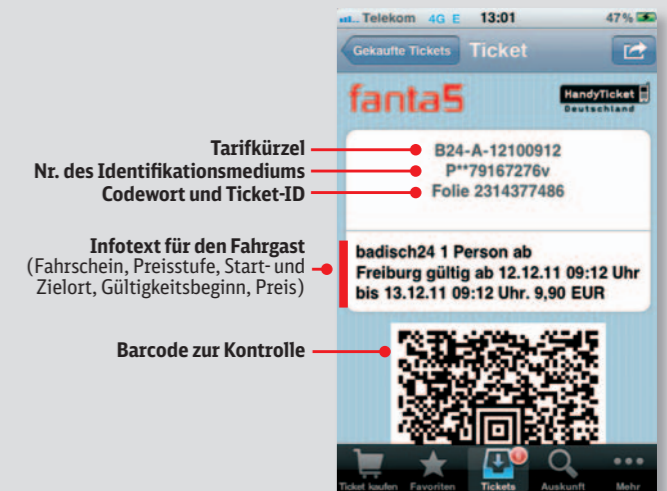 Telekom 4G E 13:01 47%
Gekaufte Tickets Ticket
fanta5 HandyTicket
Deutschland
Tarifkürzel
B24-A-12100912
Nr. des Identifikationsmediums
P**79167276v
Codewort und Ticket-ID
Folie 2314377486
Infotext für den Fahrgast
(Fahrschein, Preisstufe, Start- und
Zielort, Gültigkeitsbeginn, Preis)
badisch24 1 Person ab
Freiburg gültig ab 12.12.11 09:12 Uhr
bis 13.12.11 09:12 Uhr. 9,90 EUR
Barcode zur Kontrolle
Ticket kaufen Favoriten Tickets Auskunft Mehr